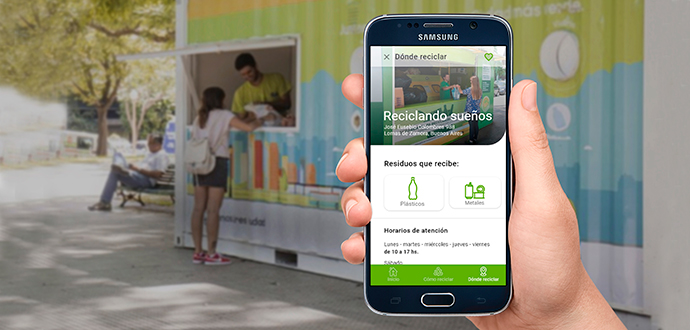 SAMSUNG
Dónde reciclar
Reciclando sueños
José Eusebio Colombres 938
Lomas de Zamora, Buenos Aires
Residuos que recibe:
Plásticos
Metales
Horarios de atención
Lunes - martes - miércoles - jueves - viernes
de 10 a 17 hs.
Sábado
Inicio
Cómo reciclar
Dónde reciclar